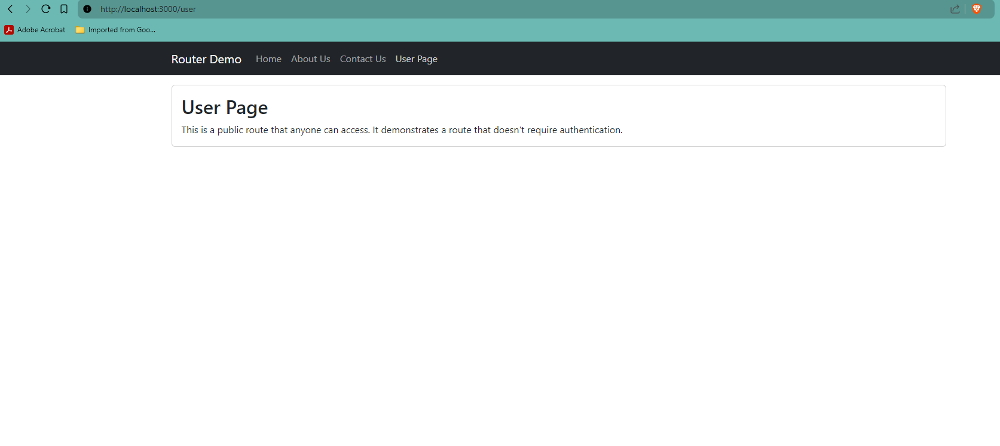 http://localhost:3000/user
Adobe Acrobat Imported from Goo...
Router Demo Home About Us Contact Us User Page
User Page
This is a public route that anyone can access. It demonstrates a route that doesn't require authentication.